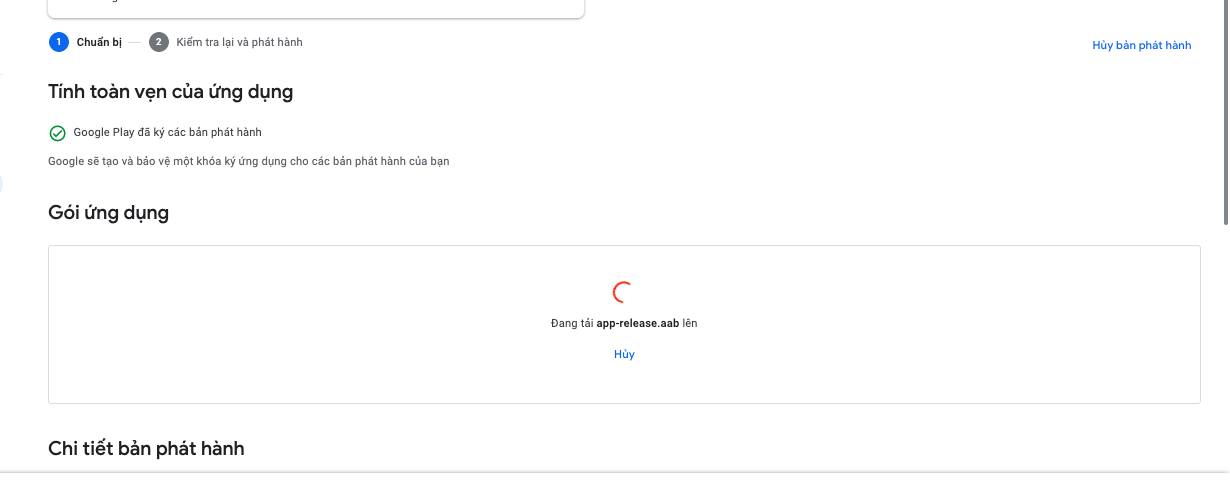 1 Chuẩn bị
2 Kiểm tra lại và phát hành
Hủy bản phát hành
Tính toàn vẹn của ứng dụng
Google Play đã ký các bản phát hành
Google sẽ tạo và bảo vệ một khóa ký ứng dụng cho các bản phát hành của bạn
Gói ứng dụng
Đang tải app-release.aab lên
Hủy
Chi tiết bản phát hành